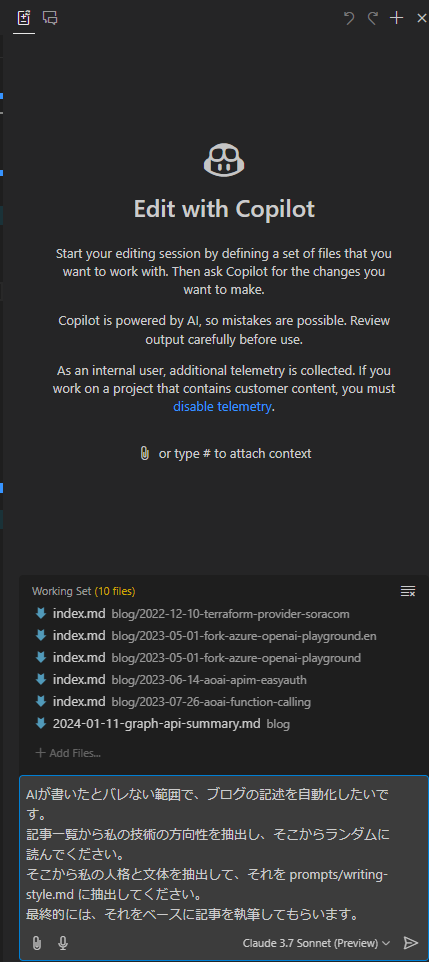 Edit with Copilot
Start your editing session by defining a set of files that you
want to work with. Then ask Copilot for the changes you
want to make.
Copilot is powered by AI, so mistakes are possible. Review
output carefully before use.
As an internal user, additional telemetry is collected. If you
work on a project that contains customer content, you must
disable telemetry.
or type # to attach context
Working Set (10 files)
index.md blog/2022-12-10-terraform-provider-soracom
index.md blog/2023-05-01-fork-azure-openai-playground.en
index.md blog/2023-05-01-fork-azure-openai-playground
index.md blog/2023-06-14-aoai-apim-easyauth
index.md blog/2023-07-26-aoai-function-calling
2024-01-11-graph-api-summary.md blog
+ Add Files...
AIが書いたとバレない範囲で、ブログの記述を自動化したいで
す。
記事一覧から私の技術の方向性を抽出し、そこからランダムに
読んでください。
そこから私の人格と文体を抽出して、それを prompts/writing-
style.md に抽出してください。
最終的には、それをベースに記事を執筆してもらいます。
Claude 3.7 Sonnet (Preview)